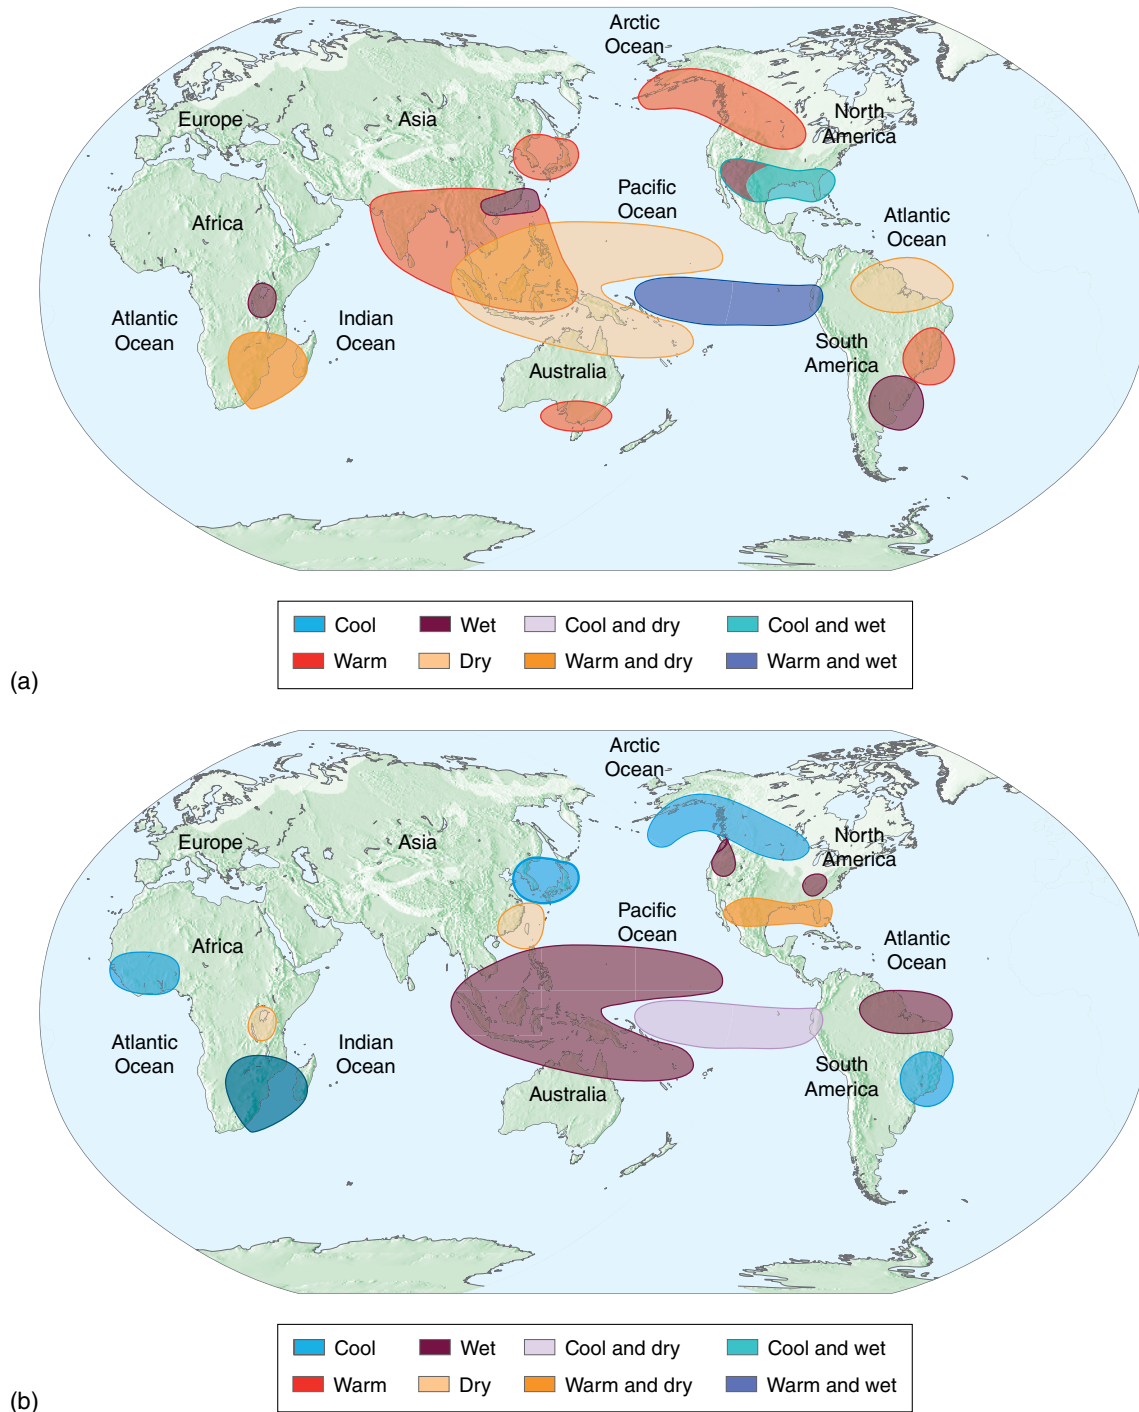 Arctic
Ocean
Europe
Asia
North
America
Pacific
Ocean
Africa
Atlantic
Ocean
Atlantic
Ocean
Indian
Ocean
South
America
Australia
Cool
Wet
Cool and dry
Cool and wet
Warm
Dry
Warm and dry
Warm and wet
(a)
Arctic
Ocean
Europe
Asia
North
America
Pacific
Ocean
Africa
Atlantic
Ocean
Atlantic
Ocean
Indian
Ocean
South
America
Australia
Cool
Wet
Cool and dry
Cool and wet
Warm
Dry
Warm and dry
Warm and wet
(b)